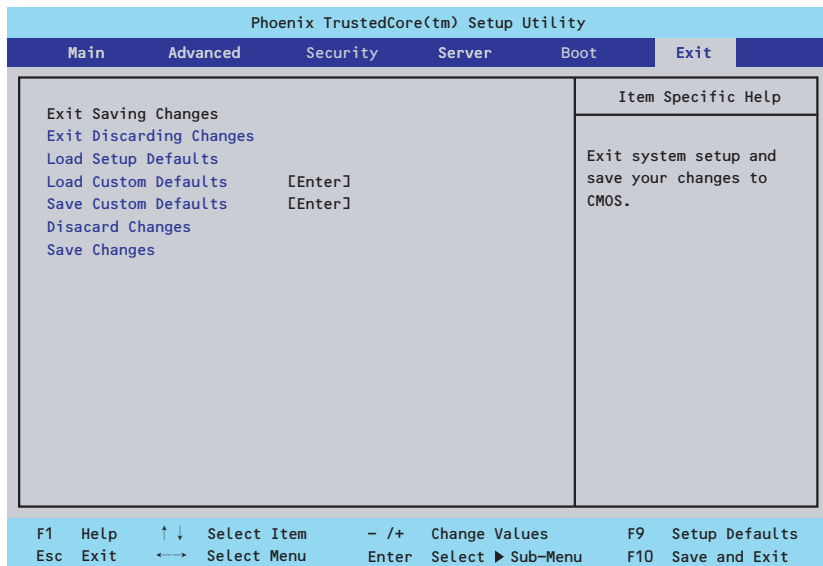 Phoenix TrustedCore(tm) Setup Utility
Main Advanced Security Server Boot Exit
Item Specific Help
Exit Saving Changes
Exit Discarding Changes
Load Setup Defaults
Load Custom Defaults [Enter]
Save Custom Defaults [Enter]
Disacard Changes
Save Changes
Exit system setup and
save your changes to
CMOS.
F1 Help ↑↓ Select Item - /+ Change Values F9 Setup Defaults
Esc Exit ←→ Select Menu Enter Select ▶ Sub-Menu F10 Save and Exit